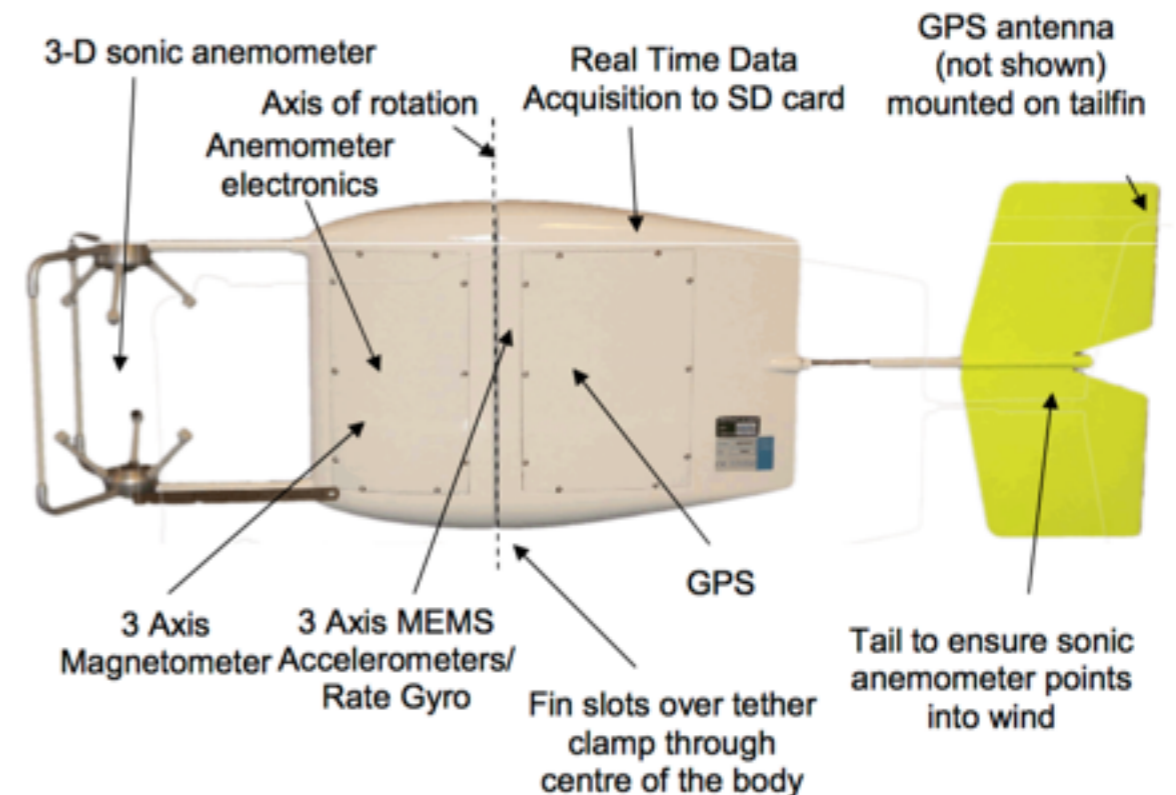 3-D sonic anemometer
Axis of rotation
Anemometer
electronics
Real Time Data
Acquisition to SD card
GPS antenna
(not shown)
mounted on tailfin
3 Axis
Magnetometer
3 Axis MEMS
Accelerometers/
Rate Gyro
GPS
Fin slots over tether
clamp through
centre of the body
Tail to ensure sonic
anemometer points
into wind